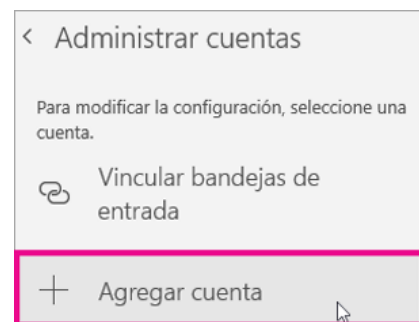 Administrar cuentas
Para modificar la configuración, seleccione una
cuenta.
Vincular bandejas de
entrada
Agregar cuenta